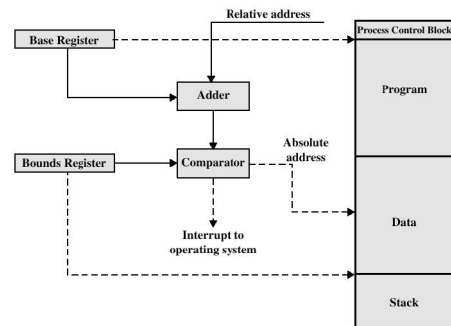 Relative address
Process Control Block
Base Register
Program
Adder
Absolute
address
Bounds Register
Comparator
Interrupt to
operating system
Data
Stack